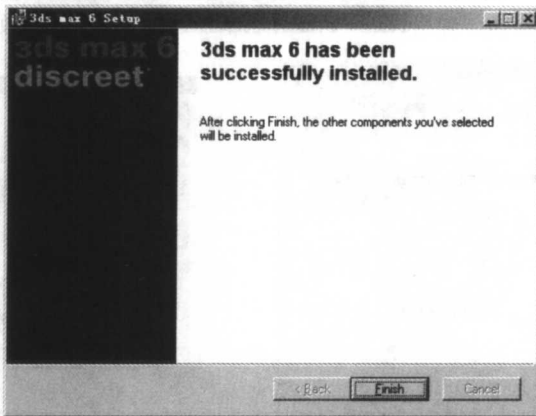 3ds max 6 Setup
3ds max 6
discreet
3ds max 6 has been
successfully installed.
After clicking Finish, the other components you've selected
will be installed.
< Back
Finish
Cancel